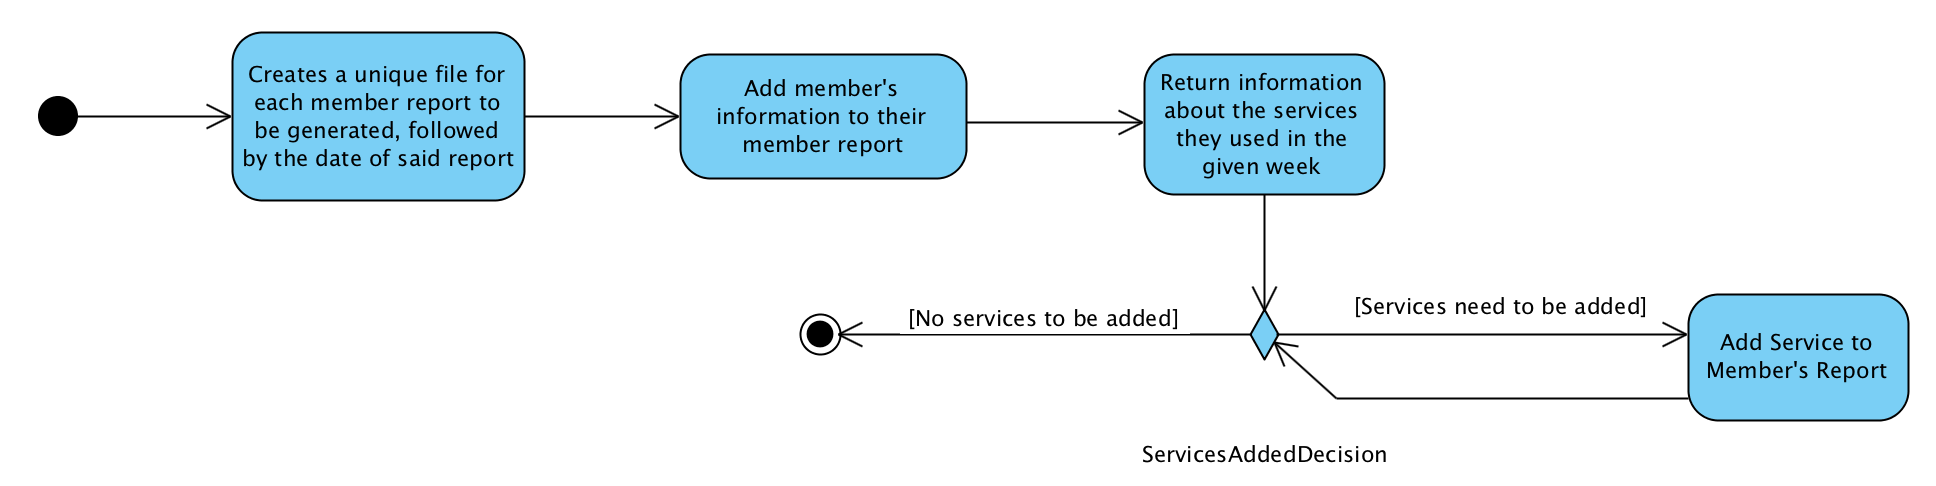 Creates a unique file for
each member report to
be generated, followed
by the date of said report
Add member's
information to their
member report
Return information
about the services
they used in the
given week
[No services to be added]
[Services need to be added]
Add Service to
Member's Report
ServicesAddedDecision